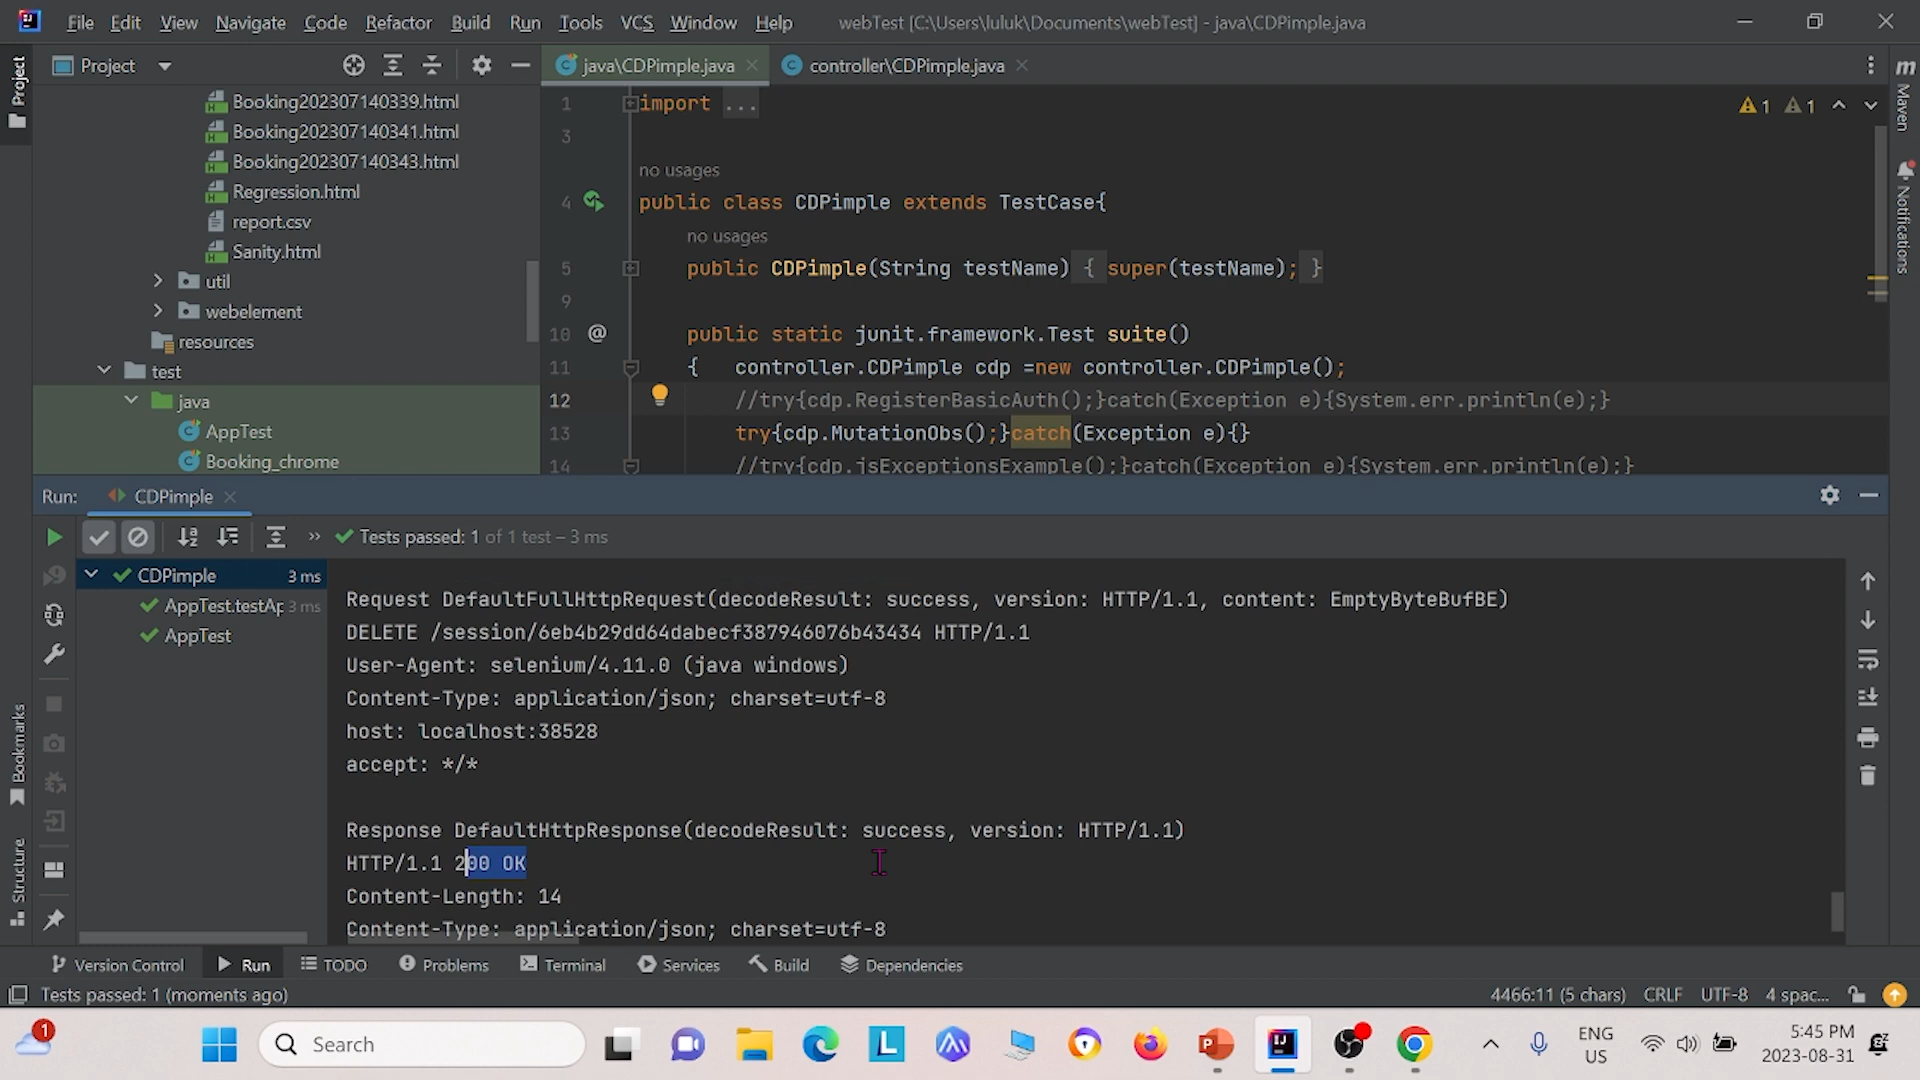 File Edit View Navigate Code Refactor Build Run Tools VCS Window Help webTest [C:\Users\luluk\Documents\webTest] - java\CDPimple.java
Project
java\CDPimple.java
controller\CDPimple.java
Project
Maven
Notifications
Booking202307140339.html
Booking202307140341.html
Booking202307140343.html
Regression.html
report.csv
Sanity.html
util
webelement
resources
test
java
AppTest
Booking_chrome
1 import ...
3
no usages
4 public class CDPimple extends TestCase{
no usages
5 public CDPimple(String testName) { super(testName); }
9
10 @ public static junit.framework.Test suite()
11 { controller.CDPimple cdp =new controller.CDPimple();
12 //try{cdp.RegisterBasicAuth();}catch(Exception e){System.err.println(e);}
13 try{cdp.MutationObs();}catch(Exception e){}
14 //try{cdp.jsExceptionsExample();}catch(Exception e){System.err.println(e);}
1 1
Run: CDPimple
Tests passed: 1 of 1 test – 3 ms
CDPimple 3 ms
AppTest.testAp 3 ms
AppTest
Request DefaultFullHttpRequest(decodeResult: success, version: HTTP/1.1, content: EmptyByteBufBE)
DELETE /session/6eb4b29dd64dabecf387946076b43434 HTTP/1.1
User-Agent: selenium/4.11.0 (java windows)
Content-Type: application/json; charset=utf-8
host: localhost:38528
accept: */*
Response DefaultHttpResponse(decodeResult: success, version: HTTP/1.1)
HTTP/1.1 200 OK
Content-Length: 14
Content-Type: application/json; charset=utf-8
Bookmarks
Structure
Version Control Run TODO Problems Terminal Services Build Dependencies
Tests passed: 1 (moments ago)
4466:11 (5 chars) CRLF UTF-8 4 spac...
1
Search
L
ENG
US
5:45 PM
2023-08-31